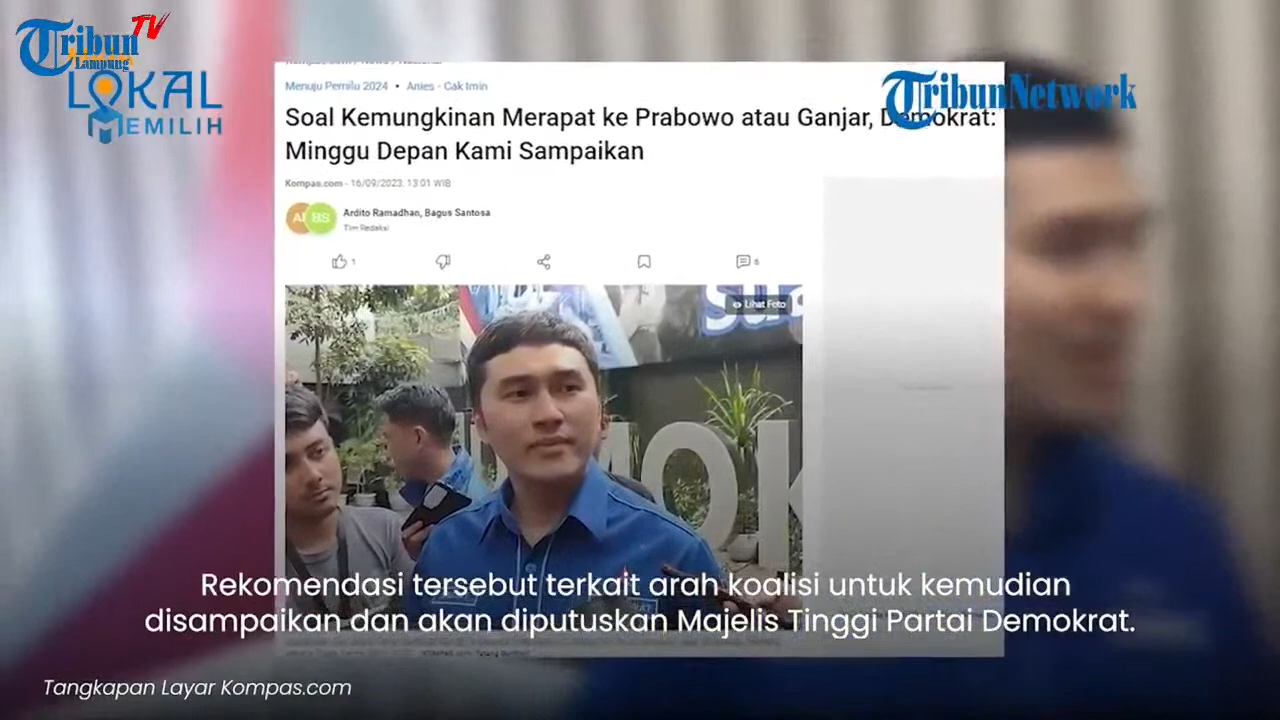 Tribun TV
Lampung
LOKAL
MEMILIH
TribunNetwork
Menuju Pemilu 2024 • Anies - Cak Imin
Soal Kemungkinan Merapat ke Prabowo atau Ganjar, Demokrat:
Minggu Depan Kami Sampaikan
Kompas.com - 16/09/2023, 13:01 WIB
BS
Ardito Ramadhan, Bagus Santosa
Tim Redaksi
1
6
Lihat Foto
Rekomendasi tersebut terkait arah koalisi untuk kemudian
disampaikan dan akan diputuskan Majelis Tinggi Partai Demokrat.
Tangkapan Layar Kompas.com